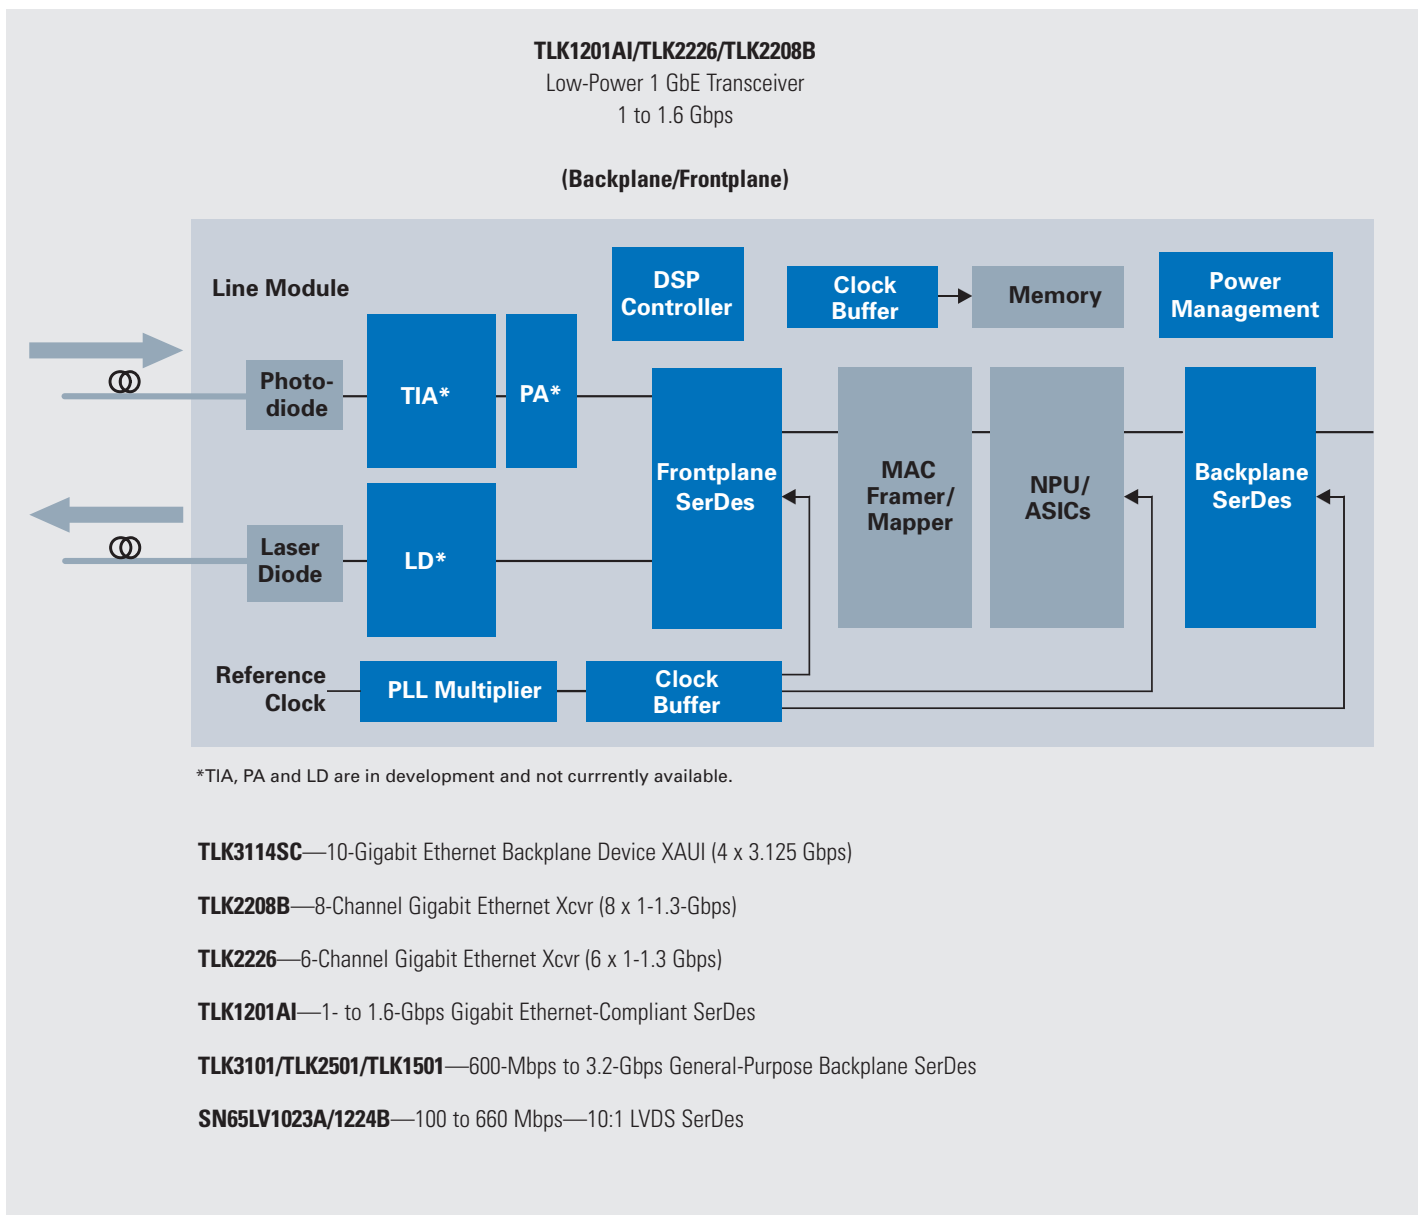 TLK1201AI/TLK2226/TLK2208B
Low-Power 1 GbE Transceiver
1 to 1.6 Gbps
(Backplane/Frontplane)
Line Module
DSP
Controller
Clock
Buffer
Memory
Power
Management
Photo-
diode
TIA*
PA*
Frontplane
SerDes
MAC
Framer/
Mapper
NPU/
ASICs
Backplane
SerDes
Laser
Diode
LD*
Reference
Clock
PLL Multiplier
Clock
Buffer
*TIA, PA and LD are in development and not currrently available.
TLK3114SC—10-Gigabit Ethernet Backplane Device XAUI (4 x 3.125 Gbps)
TLK2208B—8-Channel Gigabit Ethernet Xcvr (8 x 1-1.3-Gbps)
TLK2226—6-Channel Gigabit Ethernet Xcvr (6 x 1-1.3 Gbps)
TLK1201AI—1- to 1.6-Gbps Gigabit Ethernet-Compliant SerDes
TLK3101/TLK2501/TLK1501—600-Mbps to 3.2-Gbps General-Purpose Backplane SerDes
SN65LV1023A/1224B—100 to 660 Mbps—10:1 LVDS SerDes